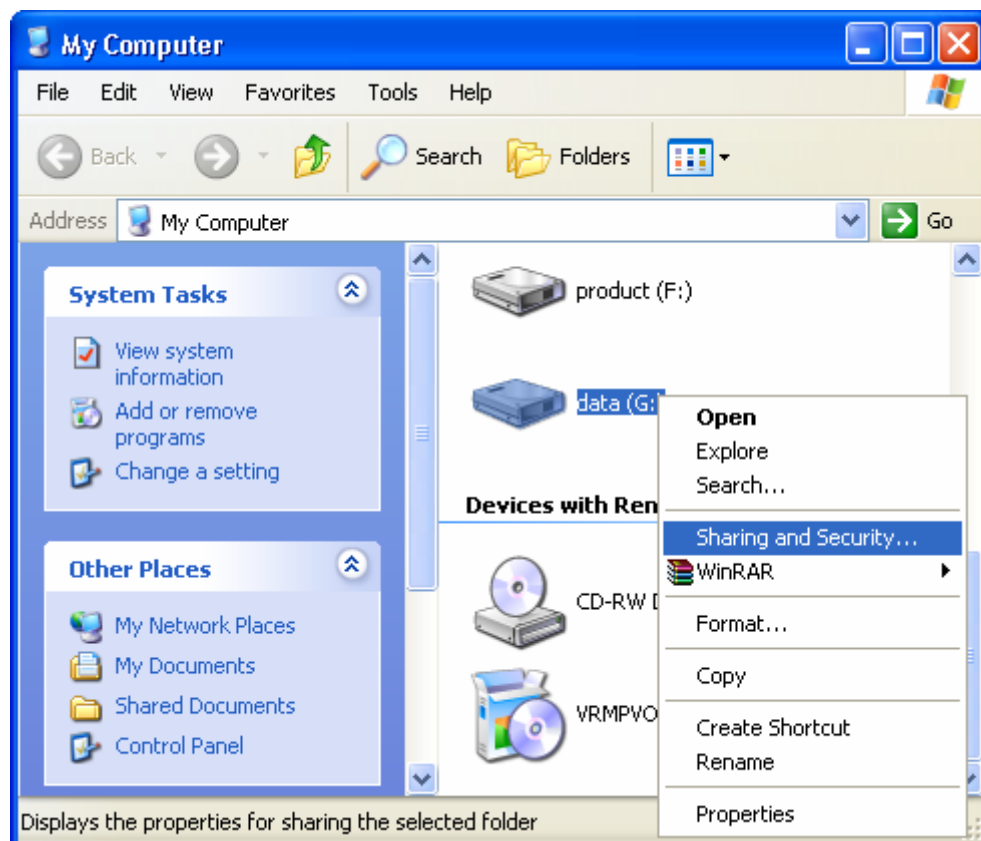 My Computer
File Edit View Favorites Tools Help
Back Search Folders
Address My Computer Go
System Tasks
View system
information
Add or remove
programs
Change a setting
Other Places
My Network Places
My Documents
Shared Documents
Control Panel
product (F:)
data (G:
Devices with Ren
CD-RW
VRMPVO
Open
Explore
Search...
Sharing and Security...
WinRAR
Format...
Copy
Create Shortcut
Rename
Properties
Displays the properties for sharing the selected folder